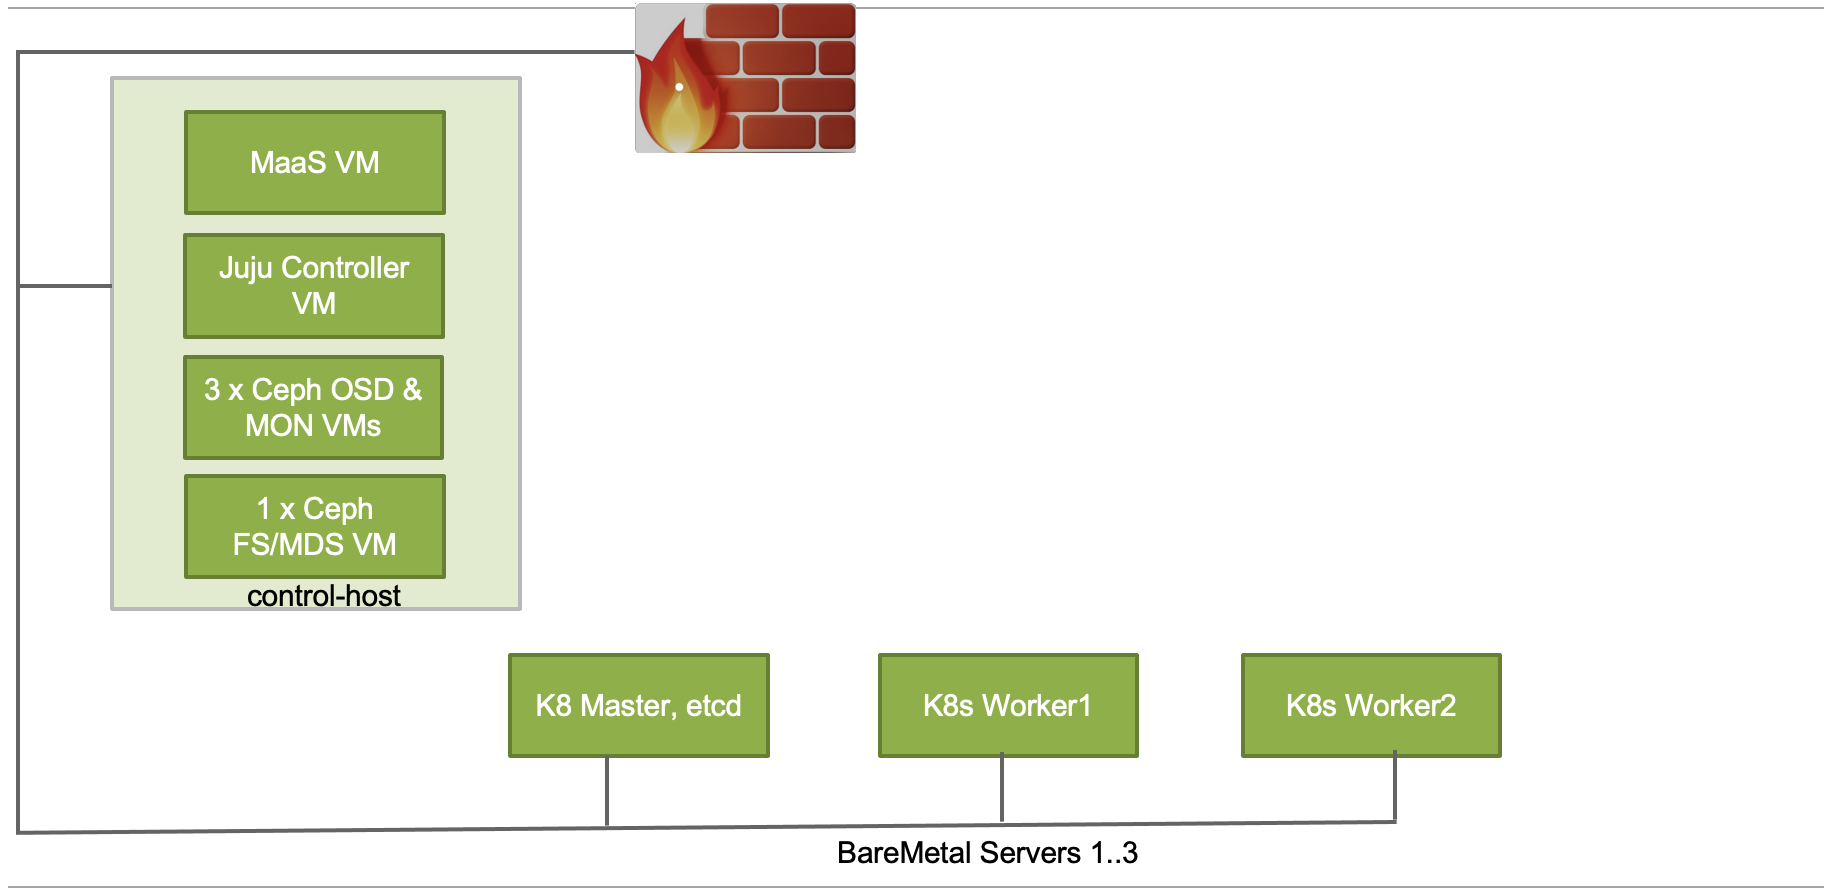 MaaS VM
Juju Controller
VM
3 x Ceph OSD &
MON VMs
1 x Ceph
FS/MDS VM
control-host
K8 Master, etcd
K8s Worker1
K8s Worker2
BareMetal Servers 1..3